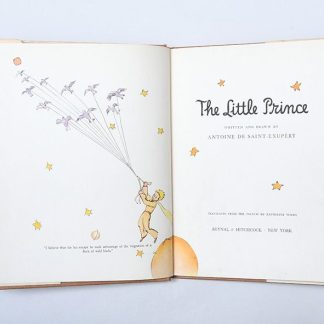 "I believe that for his escape he took advantage of the migration of a
flock of wild birds."
The Little Prince
WRITTEN AND DRAWN BY
ANTOINE DE SAINT-EXUPÉRY
TRANSLATED FROM THE FRENCH BY KATHERINE WOODS
REYNAL & HITCHCOCK · NEW YORK